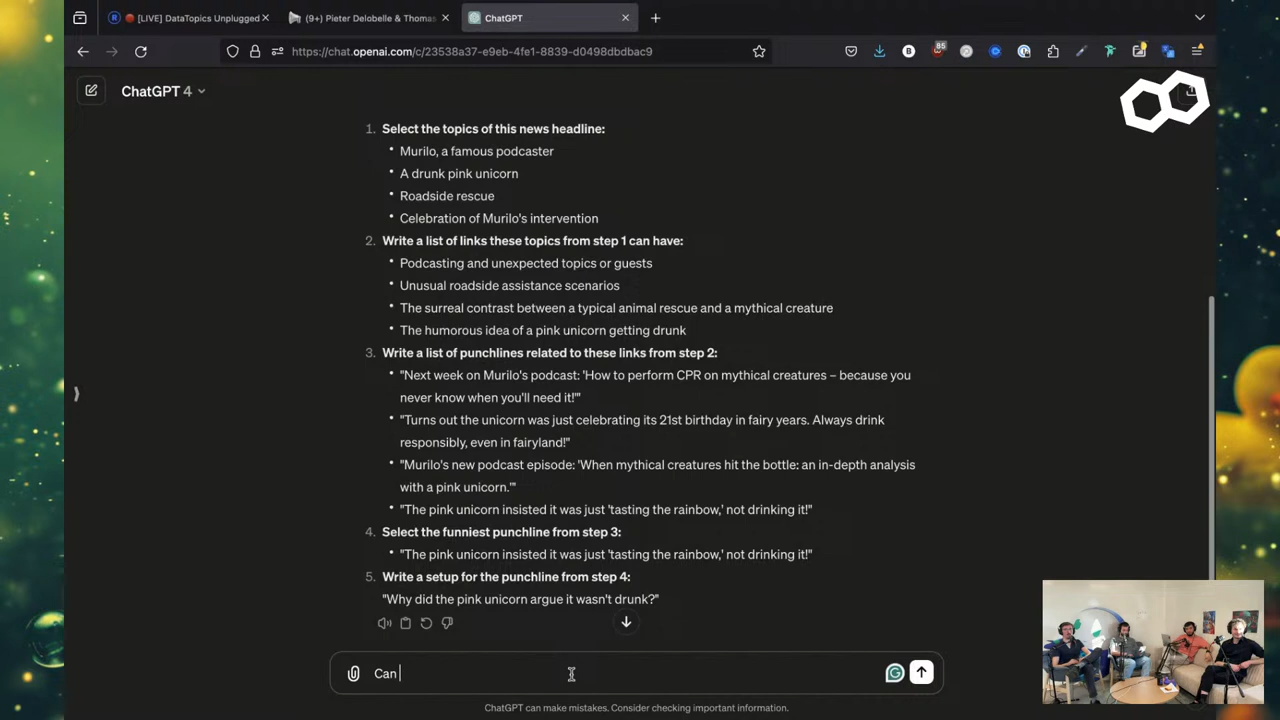 [LIVE] DataTopics Unplugged
(9+) Pieter Delobelle & Thomas
ChatGPT
https://chat.openai.com/c/23538a37-e9eb-4fe1-8839-d0498dbdbac9
85
ChatGPT 4
1. Select the topics of this news headline:
• Murilo, a famous podcaster
• A drunk pink unicorn
• Roadside rescue
• Celebration of Murilo's intervention
2. Write a list of links these topics from step 1 can have:
• Podcasting and unexpected topics or guests
• Unusual roadside assistance scenarios
• The surreal contrast between a typical animal rescue and a mythical creature
• The humorous idea of a pink unicorn getting drunk
3. Write a list of punchlines related to these links from step 2:
• "Next week on Murilo's podcast: 'How to perform CPR on mythical creatures – because you
never know when you'll need it!'"
• "Turns out the unicorn was just celebrating its 21st birthday in fairy years. Always drink
responsibly, even in fairyland!"
• "Murilo's new podcast episode: 'When mythical creatures hit the bottle: an in-depth analysis
with a pink unicorn.'"
• "The pink unicorn insisted it was just 'tasting the rainbow,' not drinking it!"
4. Select the funniest punchline from step 3:
• "The pink unicorn insisted it was just 'tasting the rainbow,' not drinking it!"
5. Write a setup for the punchline from step 4:
"Why did the pink unicorn argue it wasn't drunk?"
Can
ChatGPT can make mistakes. Consider checking important information.